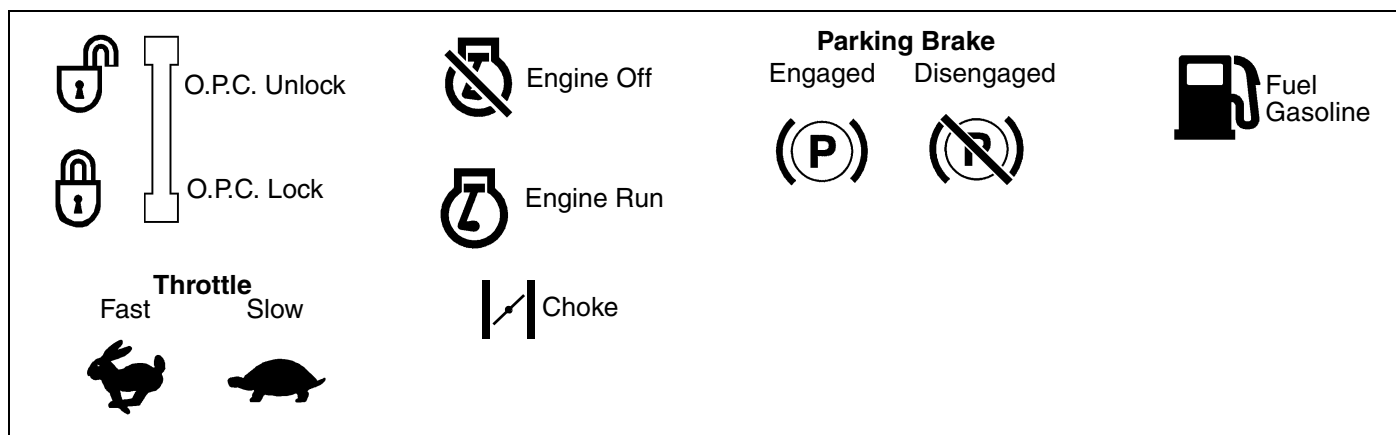 O.P.C. Unlock
O.P.C. Lock
Throttle
Fast Slow
Engine Off
Engine Run
Choke
Parking Brake
Engaged Disengaged
P P
Fuel
Gasoline